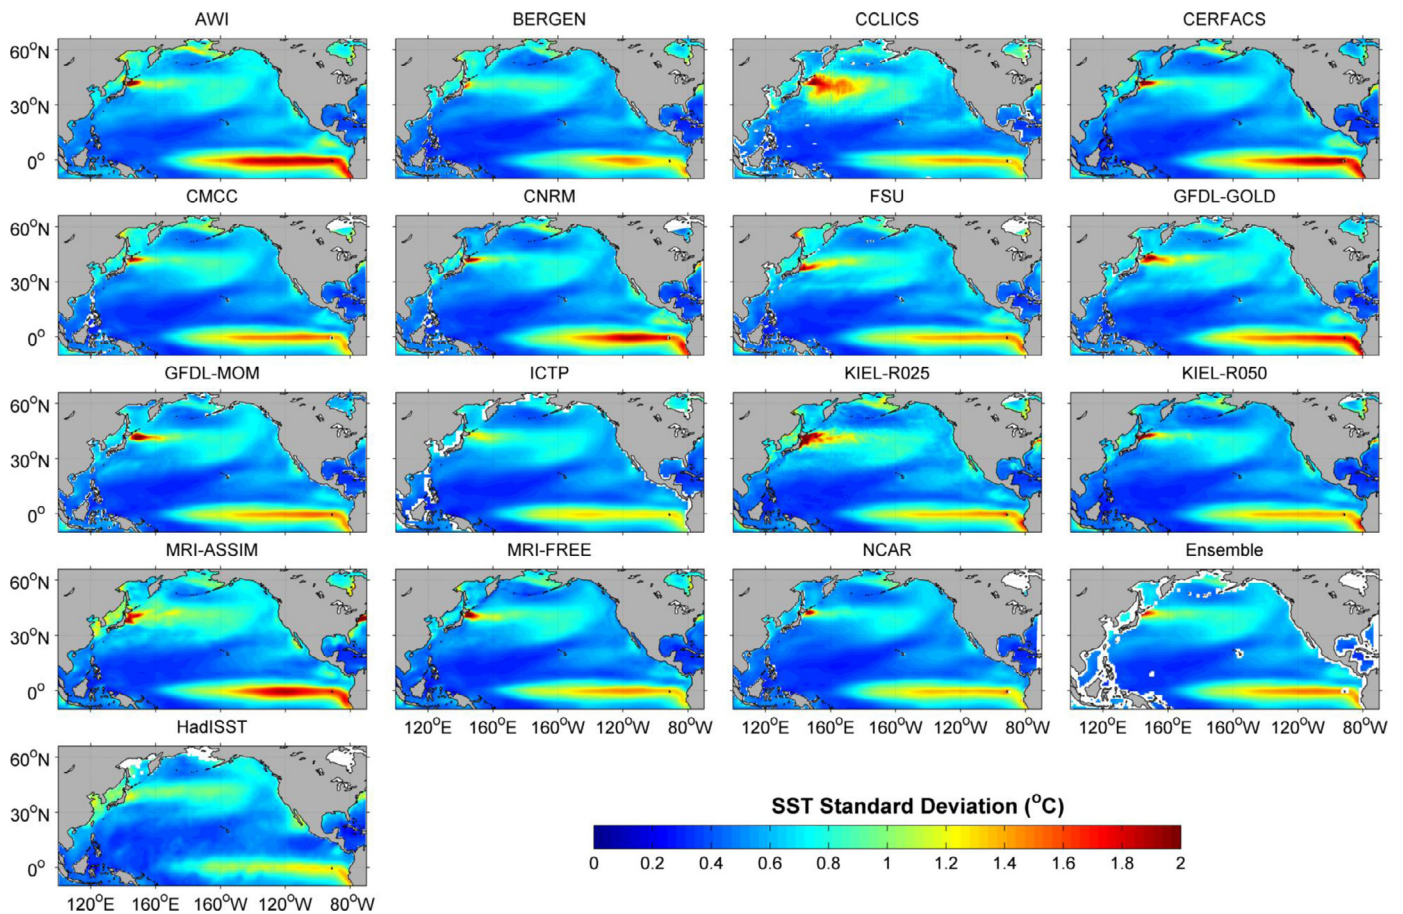 AWI BERGEN CCLICS CERFACS
60°N
30°N
0°
CMCC CNRM FSU GFDL-GOLD
60°N
30°N
0°
GFDL-MOM ICTP KIEL-R025 KIEL-R050
60°N
30°N
0°
MRI-ASSIM MRI-FREE NCAR Ensemble
60°N
30°N
0°
120°E 160°E 160°W 120°W 80°W 120°E 160°E 160°W 120°W 80°W 120°E 160°E 160°W 120°W 80°W
HadISST
60°N
30°N
0°
120°E 160°E 160°W 120°W 80°W
SST Standard Deviation (°C)
0 0.2 0.4 0.6 0.8 1 1.2 1.4 1.6 1.8 2